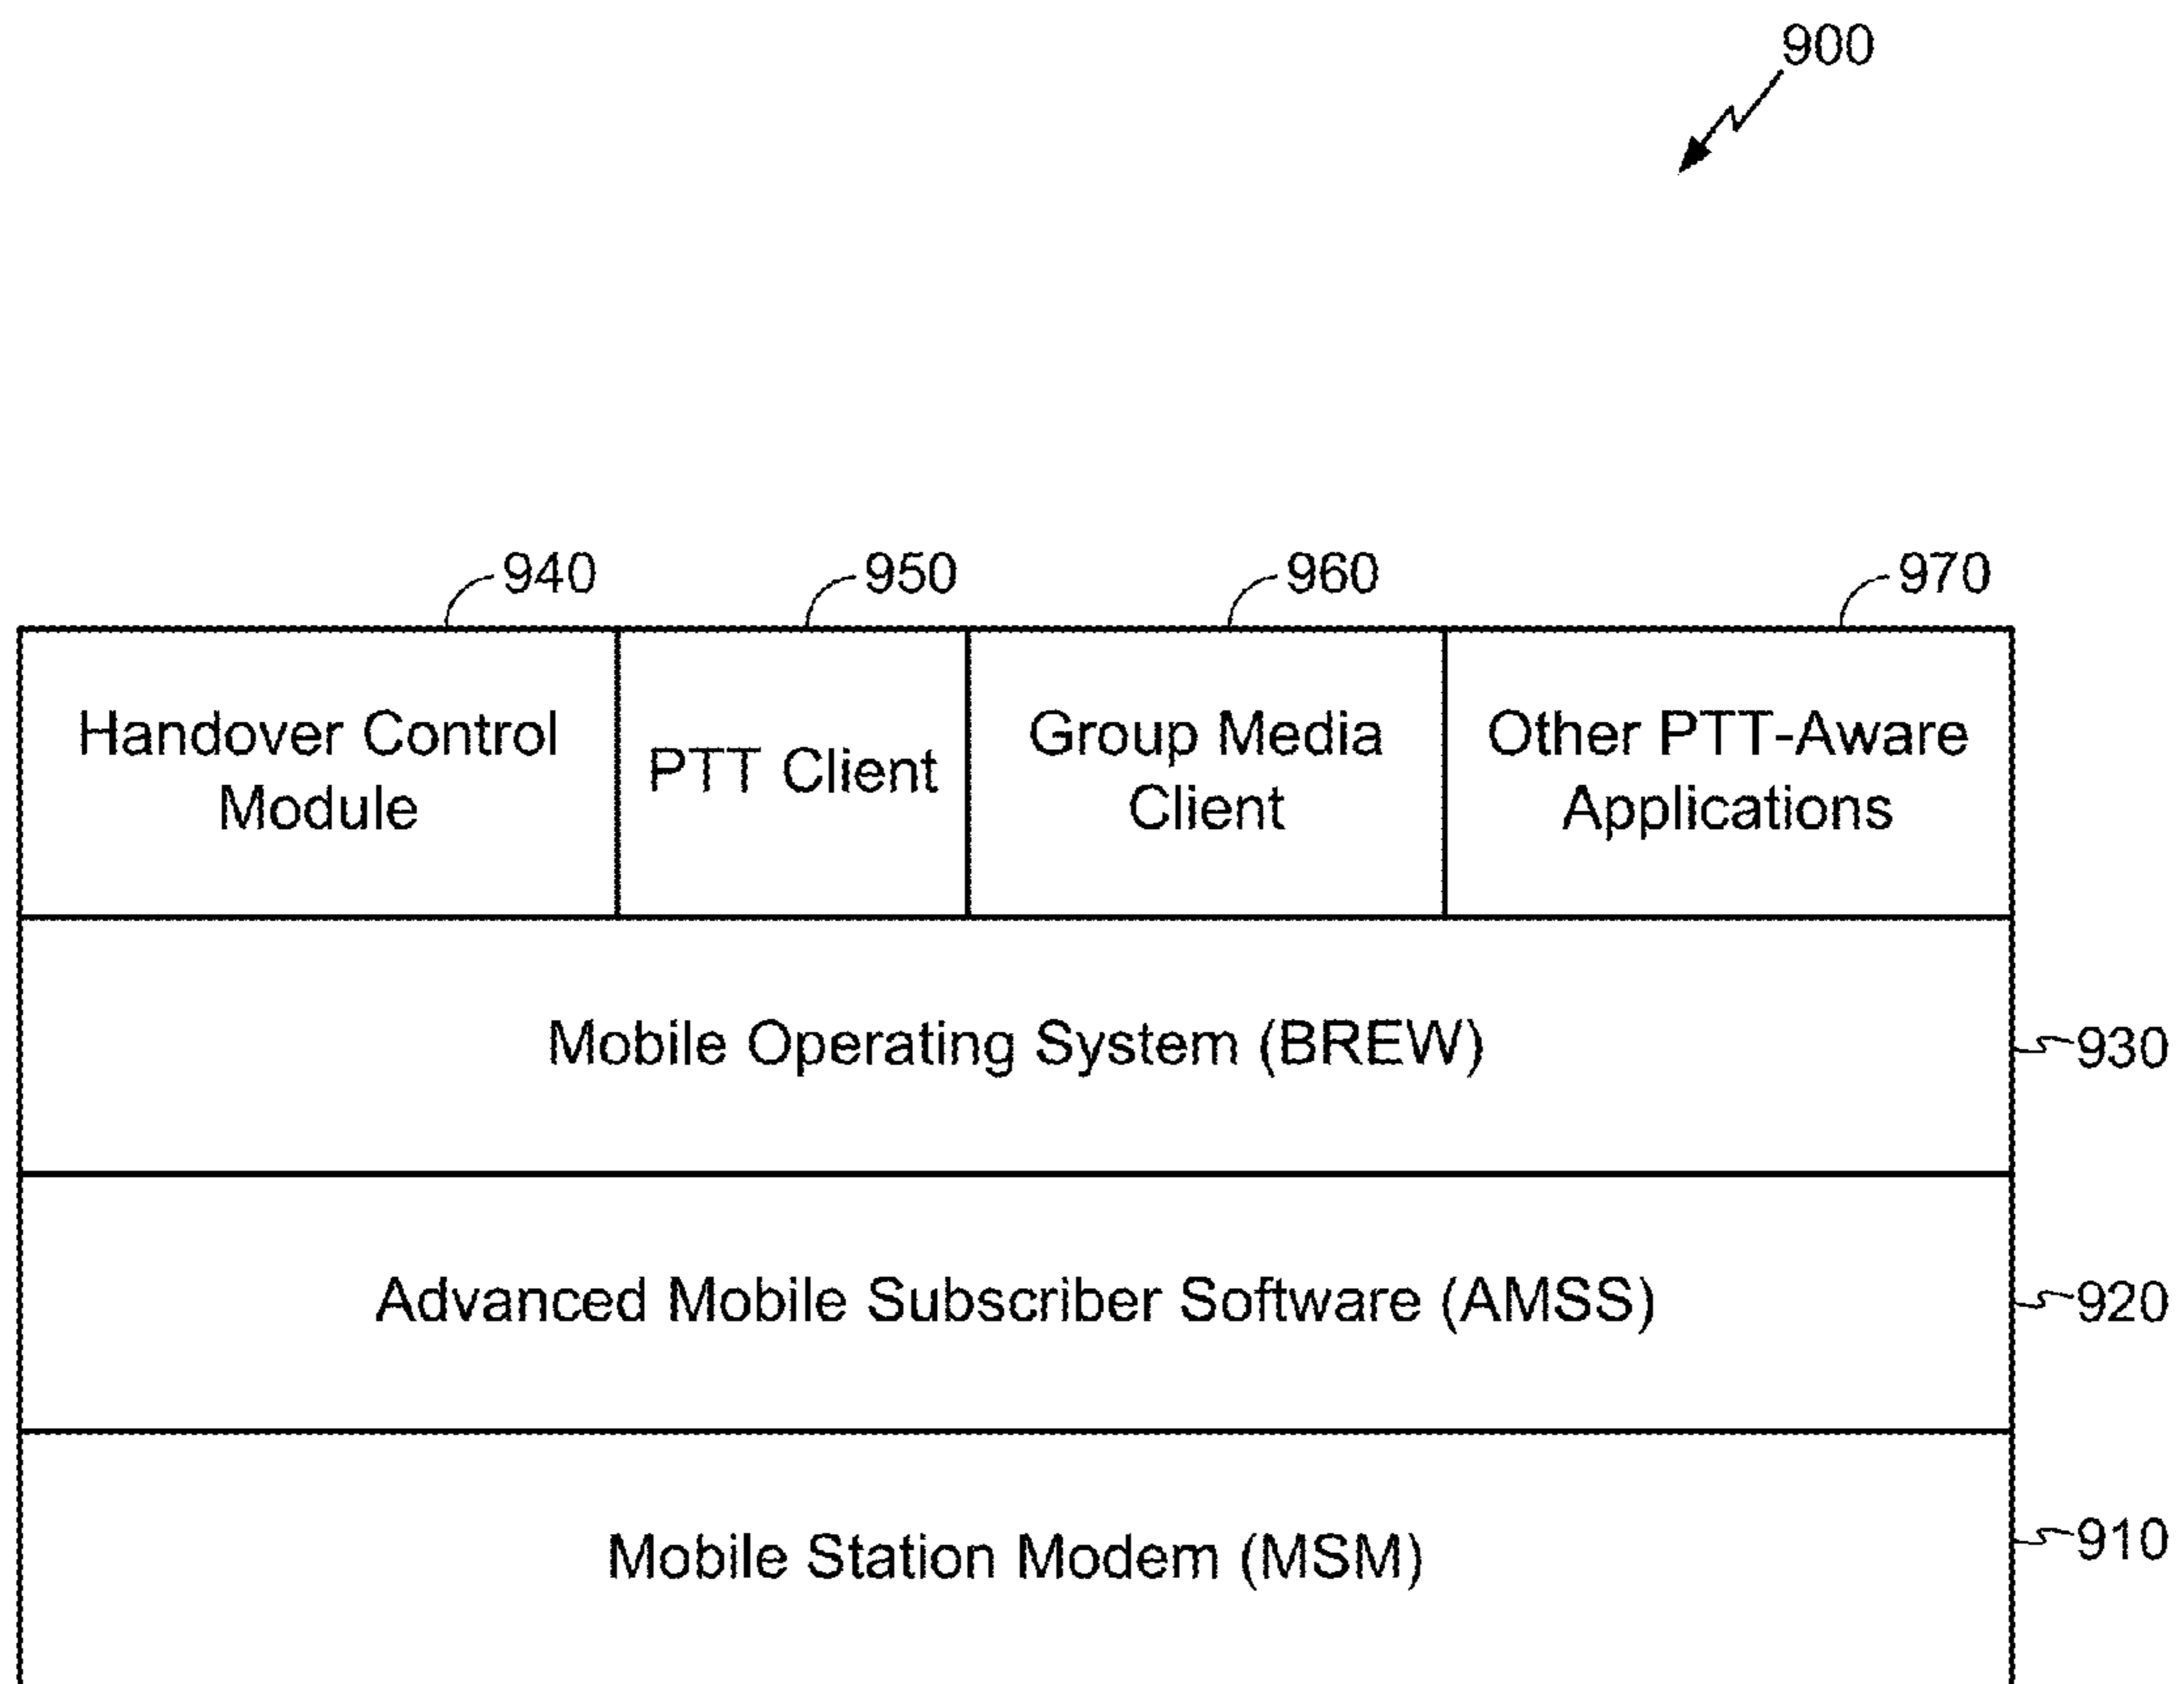 900
940
950
960
970
Handover Control
Module
PTT Client
Group Media
Client
Other PTT-Aware
Applications
Mobile Operating System (BREW)
930
Advanced Mobile Subscriber Software (AMSS)
920
Mobile Station Modem (MSM)
910